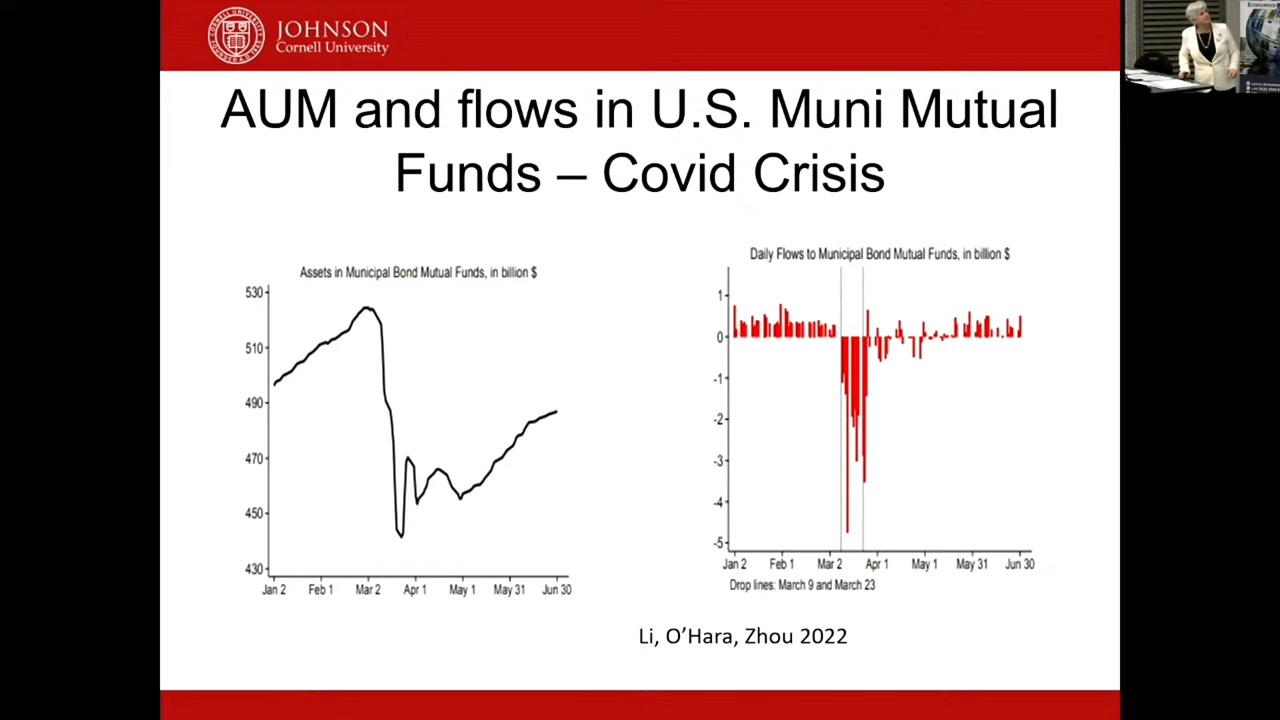 JOHNSON
Cornell University
Economics
AUM and flows in U.S. Muni Mutual
Funds – Covid Crisis
Assets in Municipal Bond Mutual Funds, in billion $
530
510
490
470
450
430
Jan 2 Feb 1 Mar 2 Apr 1 May 1 May 31 Jun 30
Daily Flows to Municipal Bond Mutual Funds, in billion $
1
0
-1
-2
-3
-4
-5
Jan 2 Feb 1 Mar 2 Apr 1 May 1 May 31 Jun 30
Drop lines: March 9 and March 23
Li, O’Hara, Zhou 2022